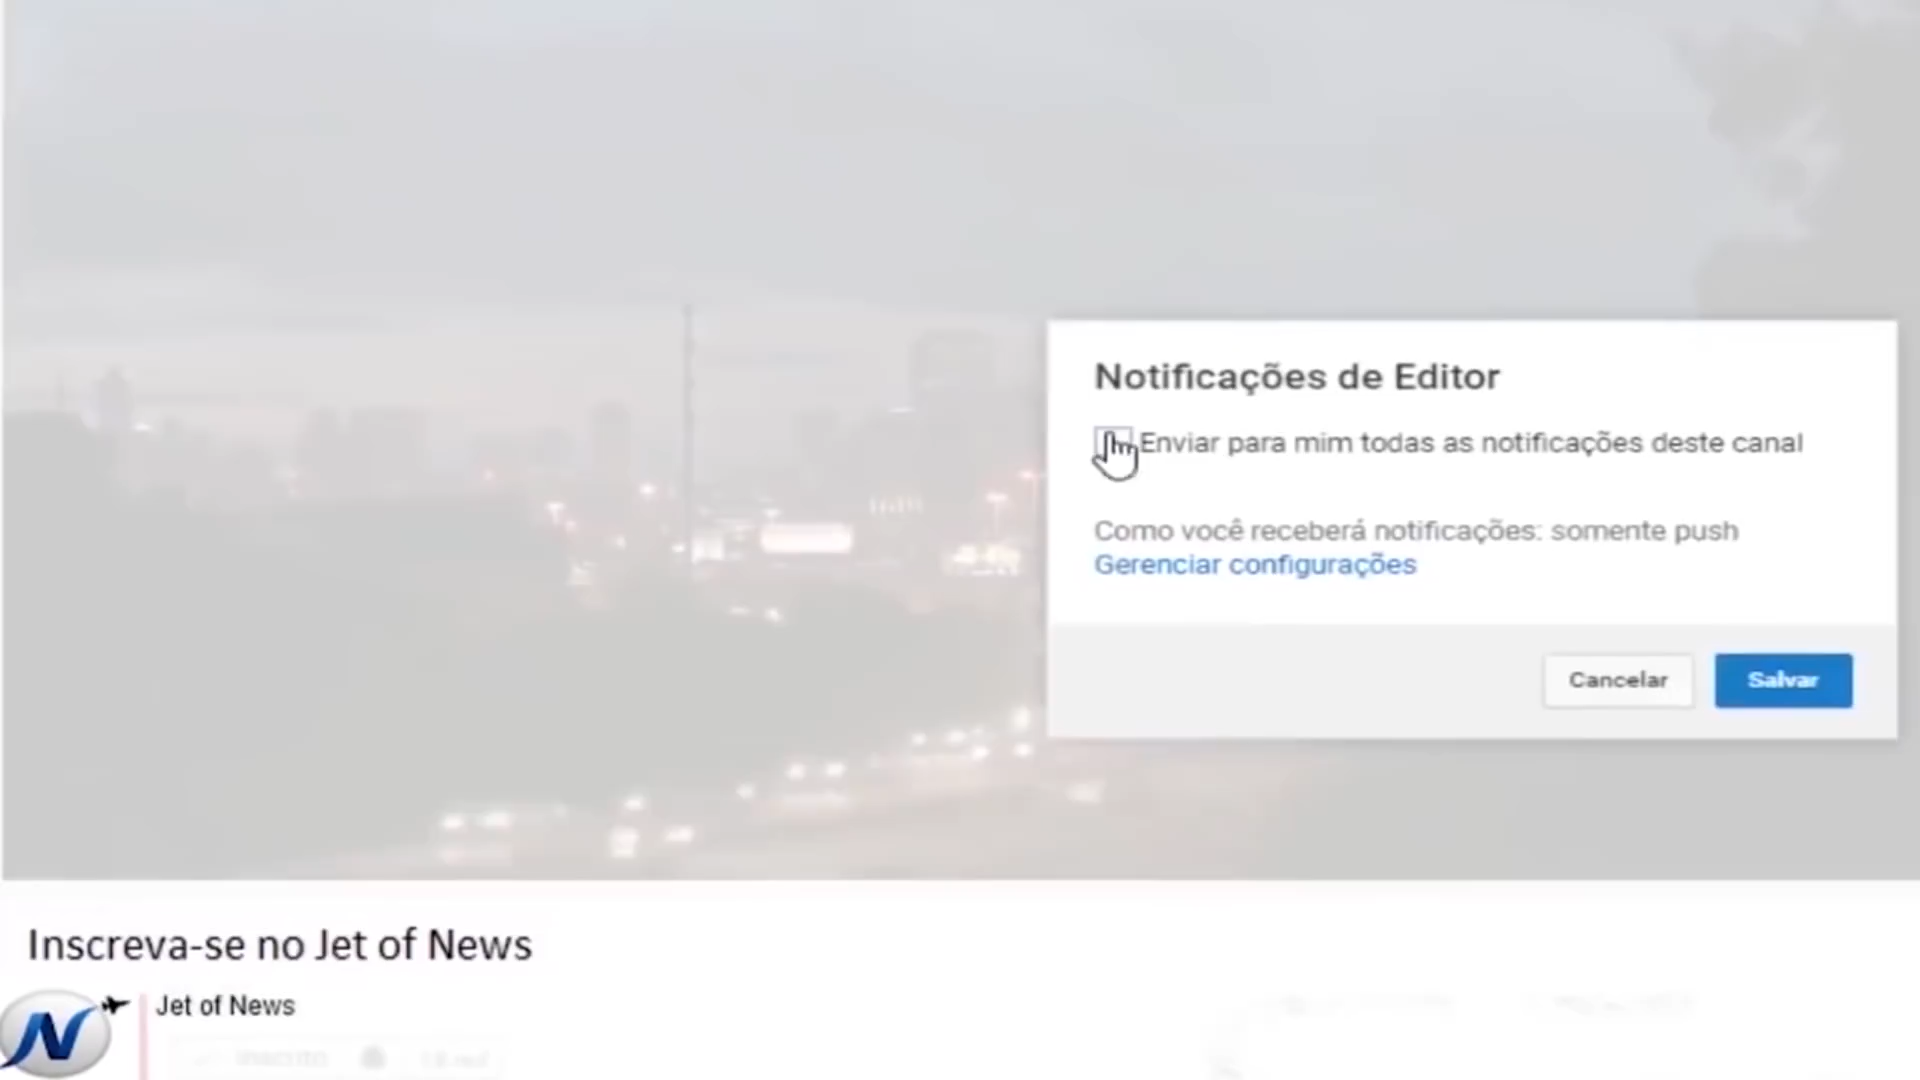 Notificações de Editor
Enviar para mim todas as notificações deste canal
Como você receberá notificações: somente push
Gerenciar configurações
Cancelar
Salvar
Inscreva-se no Jet of News
Jet of News
N